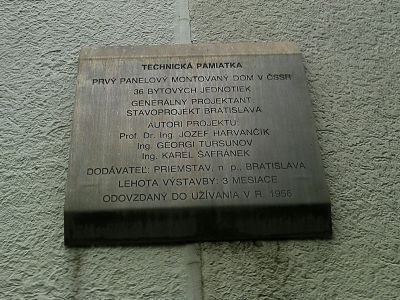 TECHNICKÁ PAMIATKA
PRVÝ PANELOVÝ MONTOVANÝ DOM V ČSSR
36 BYTOVÝCH JEDNOTIEK
GENERÁLNY PROJEKTANT
STAVOPROJEKT BRATISLAVA
AUTORI PROJEKTU
Prof. Dr. Ing. JOZEF HARVANČÍK
Ing. GEORGI TURSUNOV
Ing. KAREL ŠAFRÁNEK
DODÁVATEĽ: PRIEMSTAV, n. p., BRATISLAVA
LEHOTA VÝSTAVBY: 3 MESIACE
ODOVZDANÝ DO UŽÍVANIA V R. 1956